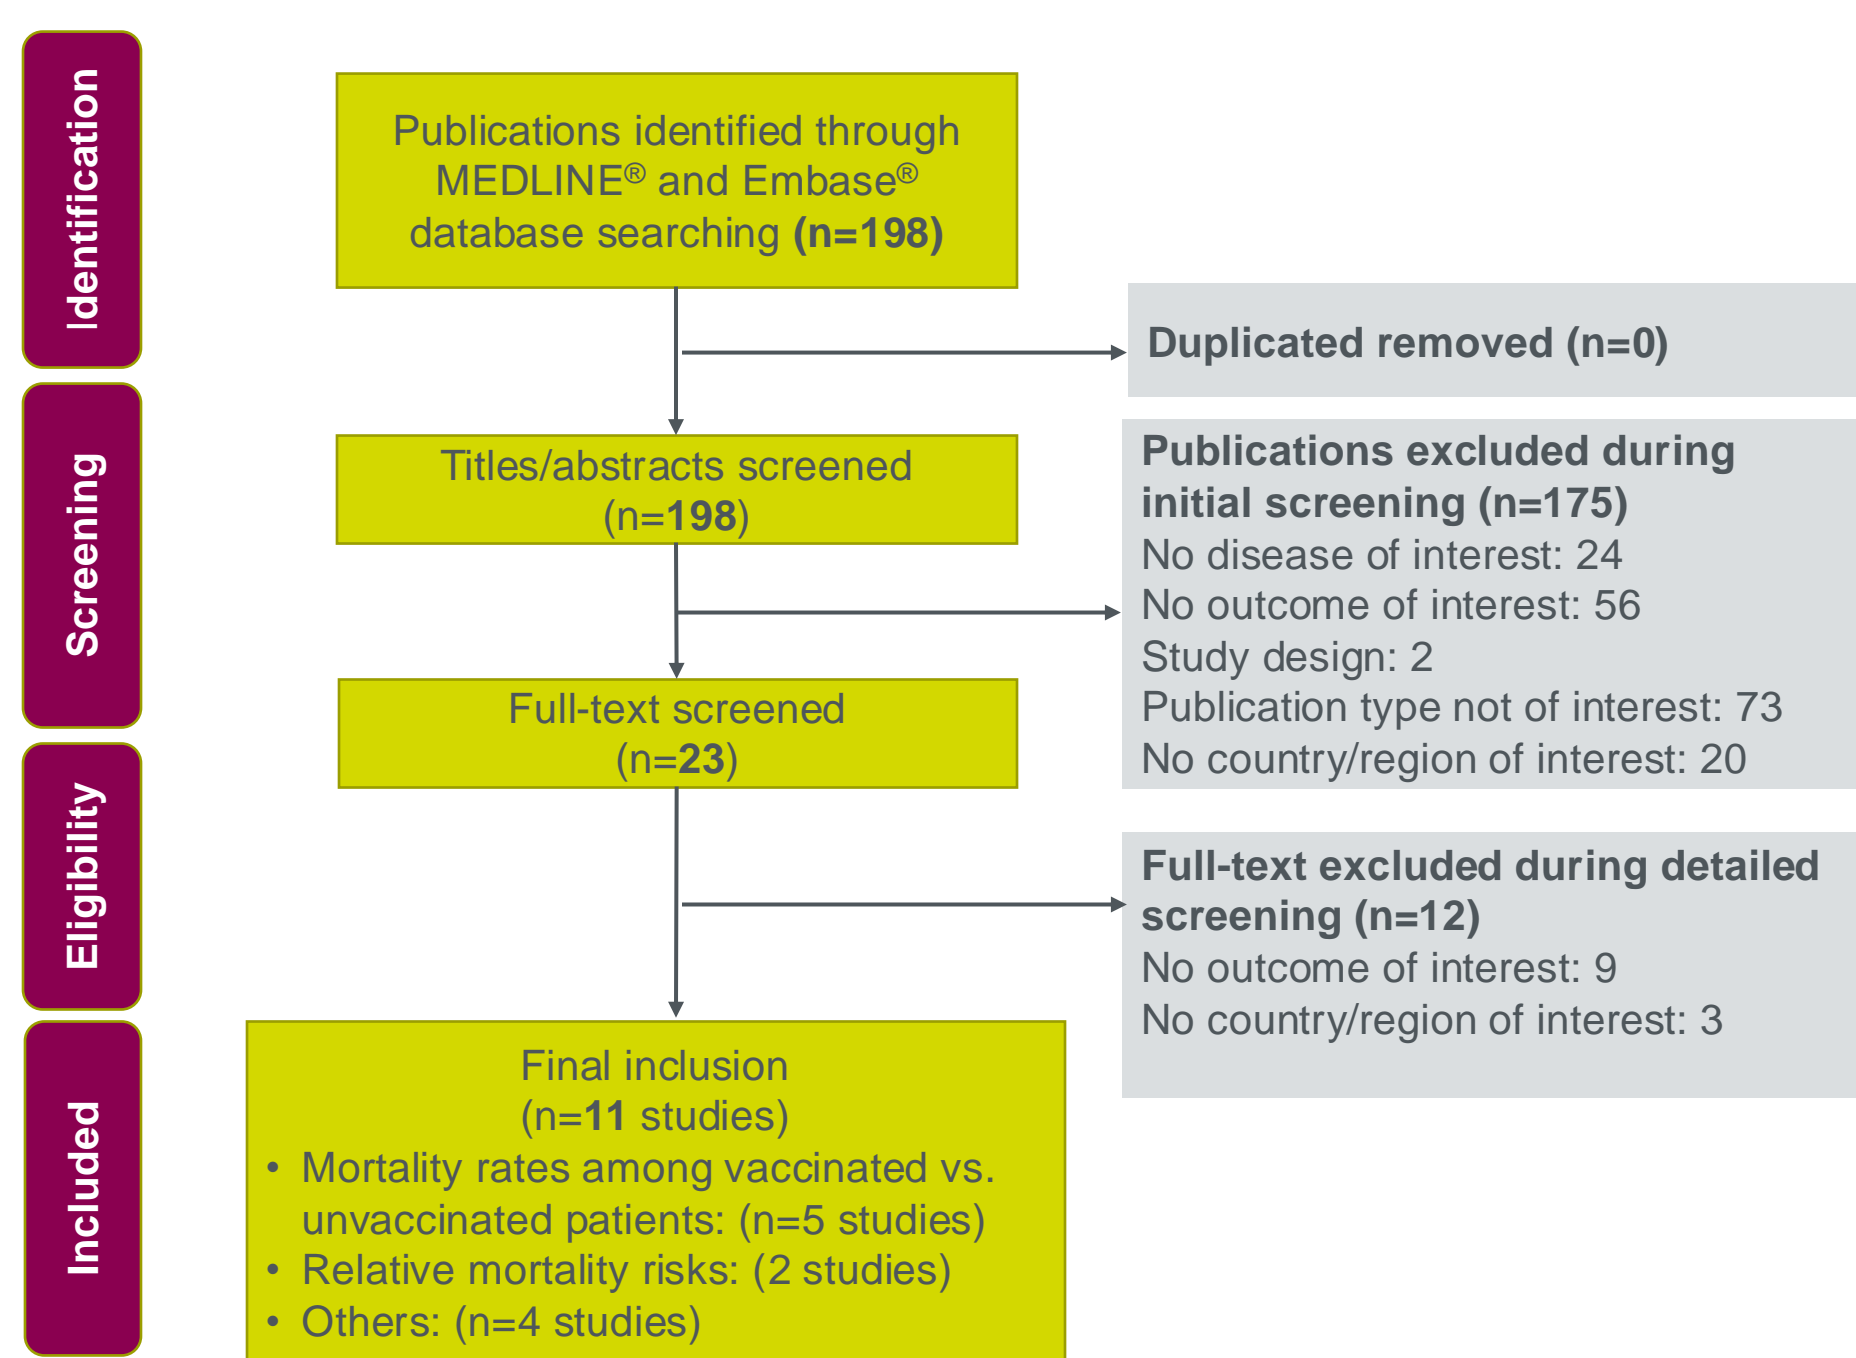 Identification
Publications identified through
MEDLINE® and Embase®
database searching (n=198)
Duplicated removed (n=0)
Screening
Titles/abstracts screened
(n=198)
Publications excluded during
initial screening (n=175)
No disease of interest: 24
No outcome of interest: 56
Study design: 2
Publication type not of interest: 73
No country/region of interest: 20
Full-text screened
(n=23)
Eligibility
Full-text excluded during detailed
screening (n=12)
No outcome of interest: 9
No country/region of interest: 3
Included
Final inclusion
(n=11 studies)
• Mortality rates among vaccinated vs.
unvaccinated patients: (n=5 studies)
• Relative mortality risks: (2 studies)
• Others: (n=4 studies)